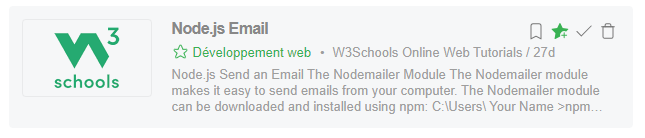 W3
schools
Node.js Email
Développement web • W3Schools Online Web Tutorials / 27d
Node.js Send an Email The Nodemailer Module The Nodemailer module
makes it easy to send emails from your computer. The Nodemailer module
can be downloaded and installed using npm: C:\Users\ Your Name >npm…